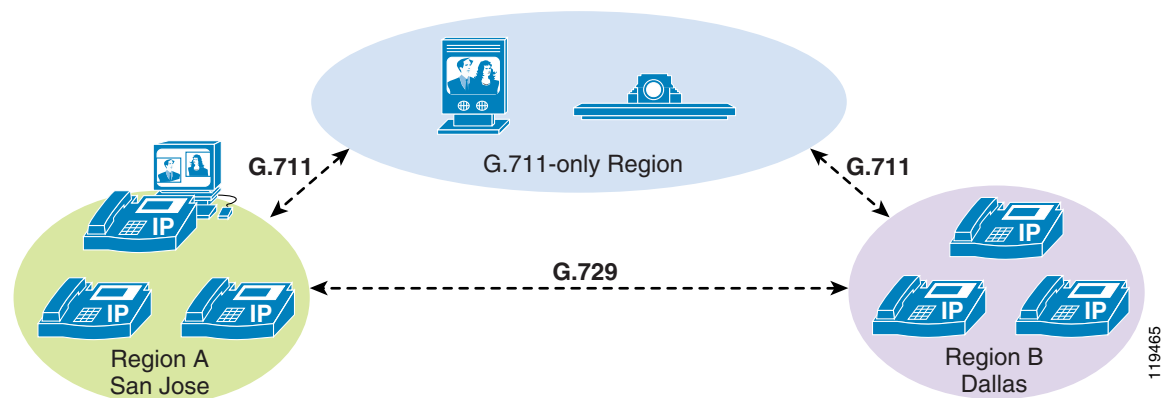 G.711-only Region
G.711
G.711
IP
IP
IP
G.729
IP
IP
IP
Region A
San Jose
Region B
Dallas
119465